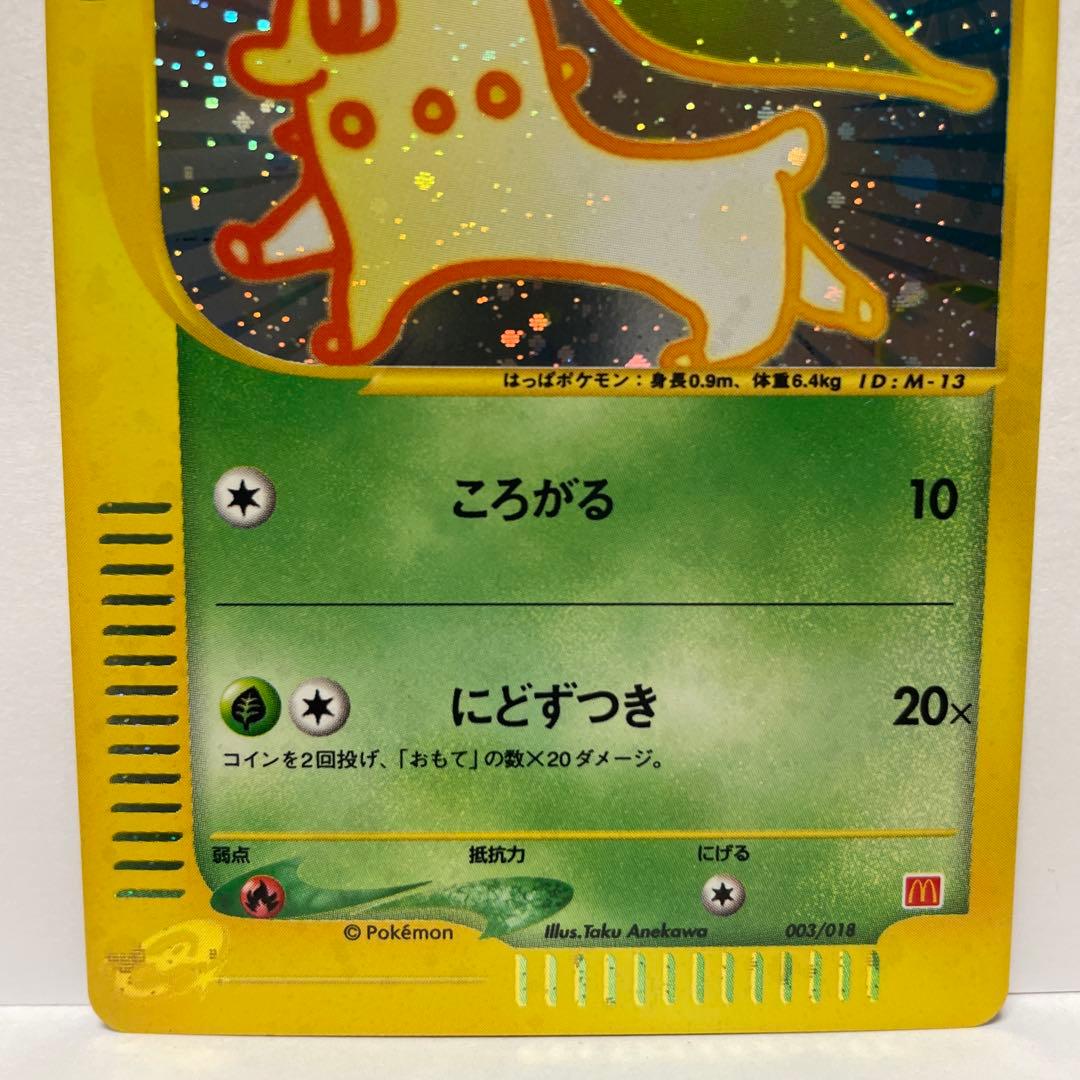 はっぱポケモン：身長0.9m、体重6.4kg ID:M-13
ころがる 10
にどずつき 20×
コインを2回投げ、「おもて」の数×20ダメージ。
弱点 抵抗力 にげる
© Pokémon Illus.Taku Anekawa 003/018